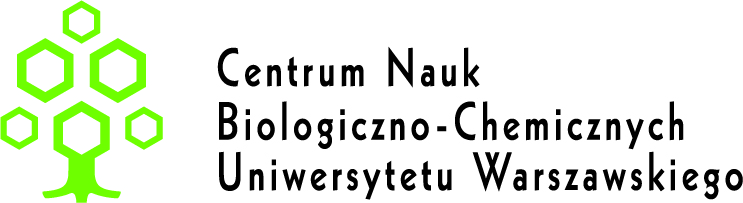 Centrum Nauk
Biologiczno-Chemicznych
Uniwersytetu Warszawskiego